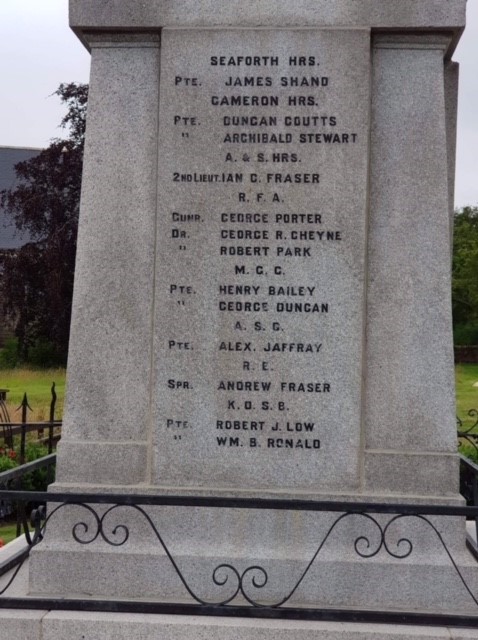 SEAFORTH HRS.
PTE. JAMES SHAND
CAMERON HRS.
PTE. DUNCAN COUTTS
" ARCHIBALD STEWART
A. & S. HRS.
2ND LIEUT. IAN C. FRASER
R. F. A.
GUNR. GEORGE PORTER
DR. GEORGE R. CHEYNE
" ROBERT PARK
M. G. C.
PTE. HENRY BAILEY
" GEORGE DUNCAN
A. S. C.
PTE. ALEX. JAFFRAY
R. E.
SPR. ANDREW FRASER
K. O. S. B.
PTE. ROBERT J. LOW
" WM. B. RONALD